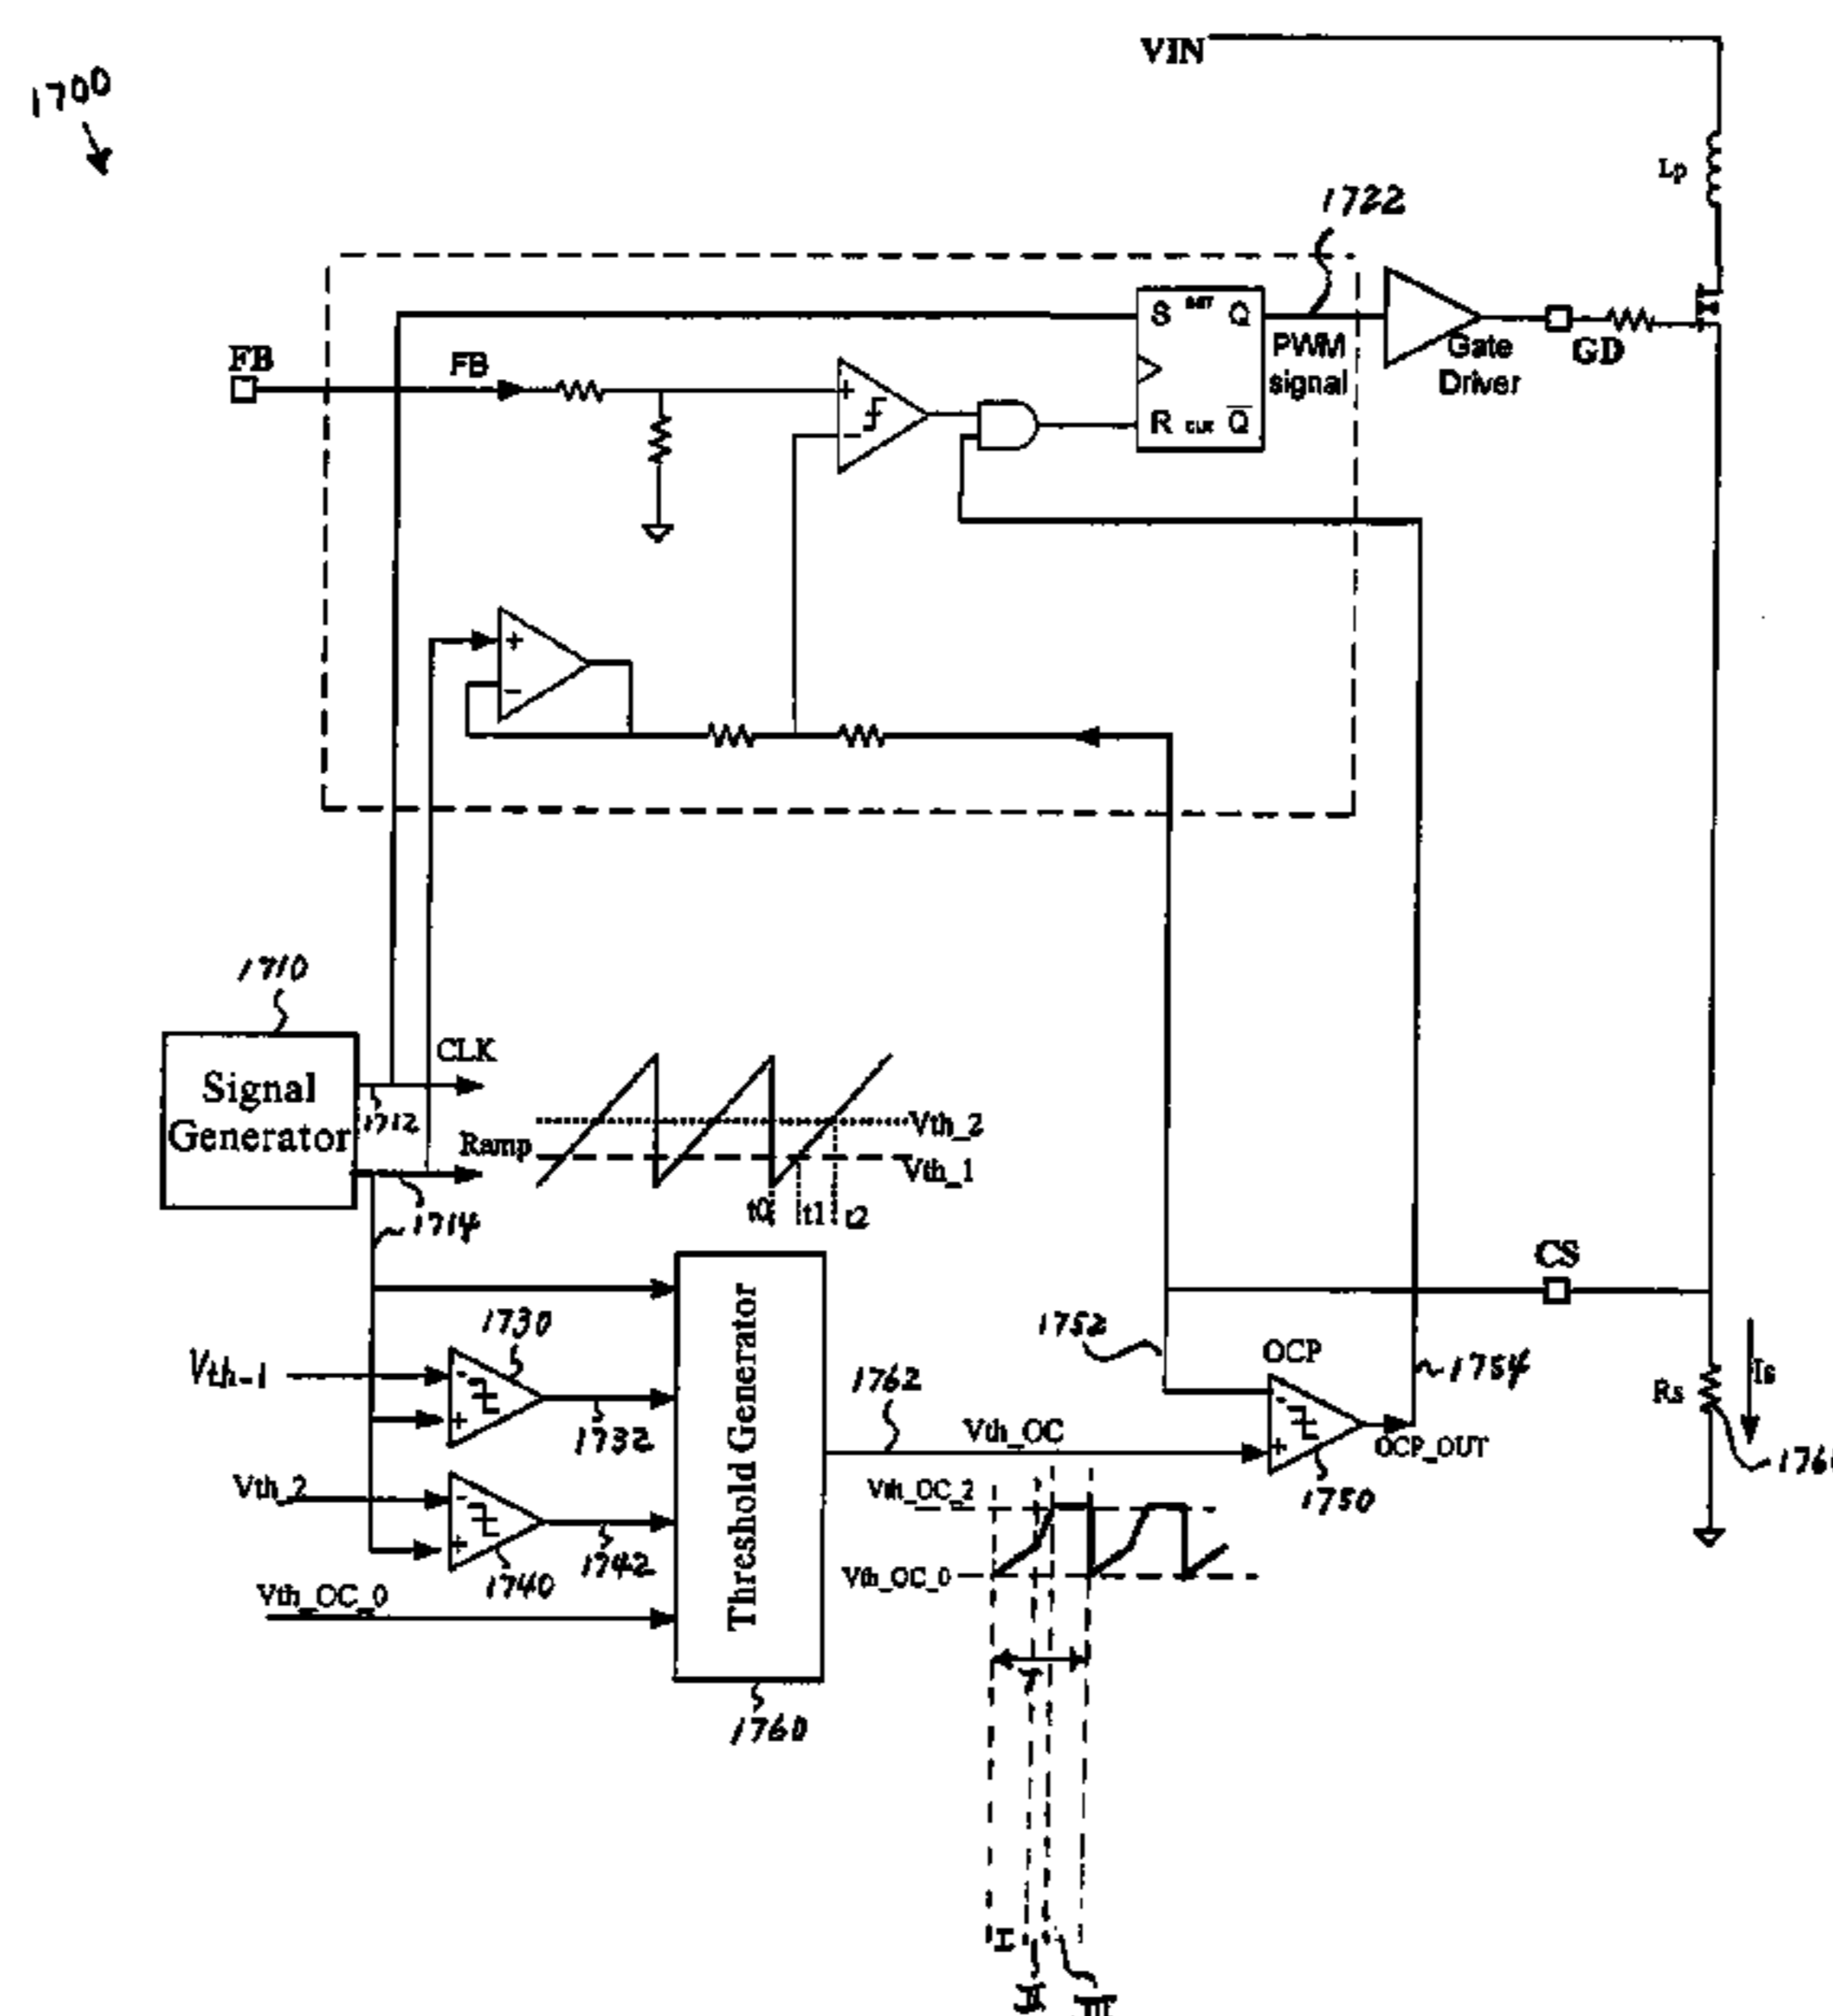 1700
VIN
Lp
1722
S SET Q
FB
FB
PWM
signal
Gate
Driver
GD
+
-
R CLR Q̅
+
-
1710
CLK
Signal
Generator
1712
Ramp
Vth_2
Vth_1
t0 t1 t2
1714
CS
1730
1752
OCP
Vth-1
-
+
1732
1762
Vth_OC
-
+
1754
Rs
Is
OCP_OUT
Vth_2
-
+
1740
1742
Vth_OC_2
1750
Vth_OC_0
Vth_OC_0
Threshold Generator
T
1760
I
II
III